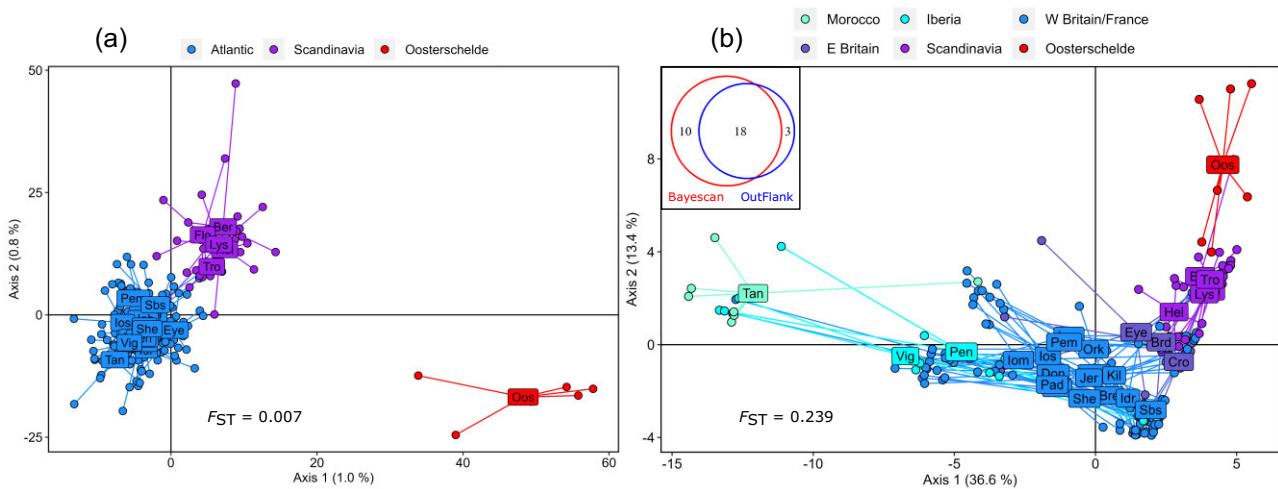 (a)
Atlantic Scandinavia Oosterschelde
50
25
0
-25
0 20 40 60
Axis 1 (1.0 %)
Axis 2 (0.8 %)
Ber
Lys
Tro
Pem
Sbs
Ios
She
Eye
Vig
Tan
Oos
FST = 0.007
(b)
Morocco Iberia W Britain/France
E Britain Scandinavia Oosterschelde
10 18 3
Bayescan OutFlank
8
4
0
-4
-15 -10 -5 0 5
Axis 1 (36.6 %)
Axis 2 (13.4 %)
Oos
Tan
Tro
Lys
Hel
Eye
Brd
Cro
Vig
Pen
Iom
Ios
Pem
Ork
Pad
Jer
Kil
She
Bre
Idr
Sbs
FST = 0.239